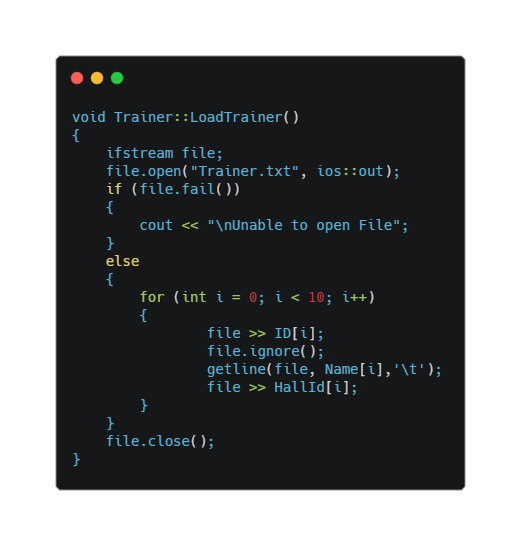 void Trainer::LoadTrainer()
{
    ifstream file;
    file.open("Trainer.txt", ios::out);
    if (file.fail())
    {
        cout << "\nUnable to open File";
    }
    else
    {
        for (int i = 0; i < 10; i++)
        {
                file >> ID[i];
                file.ignore();
                getline(file, Name[i],'\t');
                file >> HallId[i];
        }
    }
    file.close();
}